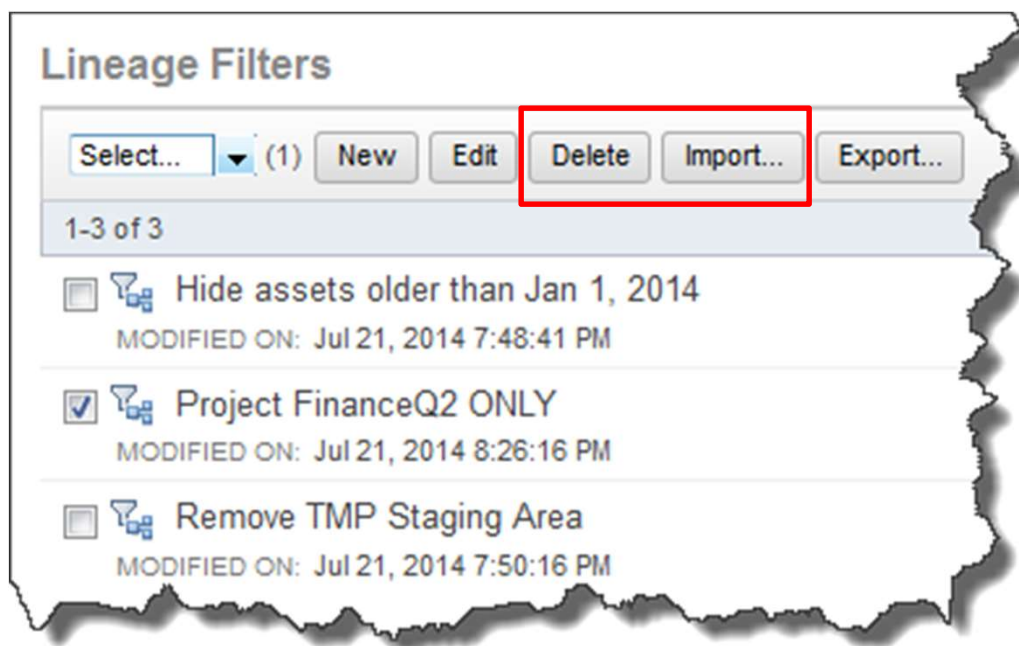 Lineage Filters
Select... (1) New Edit Delete Import... Export...
1-3 of 3
Hide assets older than Jan 1, 2014
MODIFIED ON: Jul 21, 2014 7:48:41 PM
Project FinanceQ2 ONLY
MODIFIED ON: Jul 21, 2014 8:26:16 PM
Remove TMP Staging Area
MODIFIED ON: Jul 21, 2014 7:50:16 PM